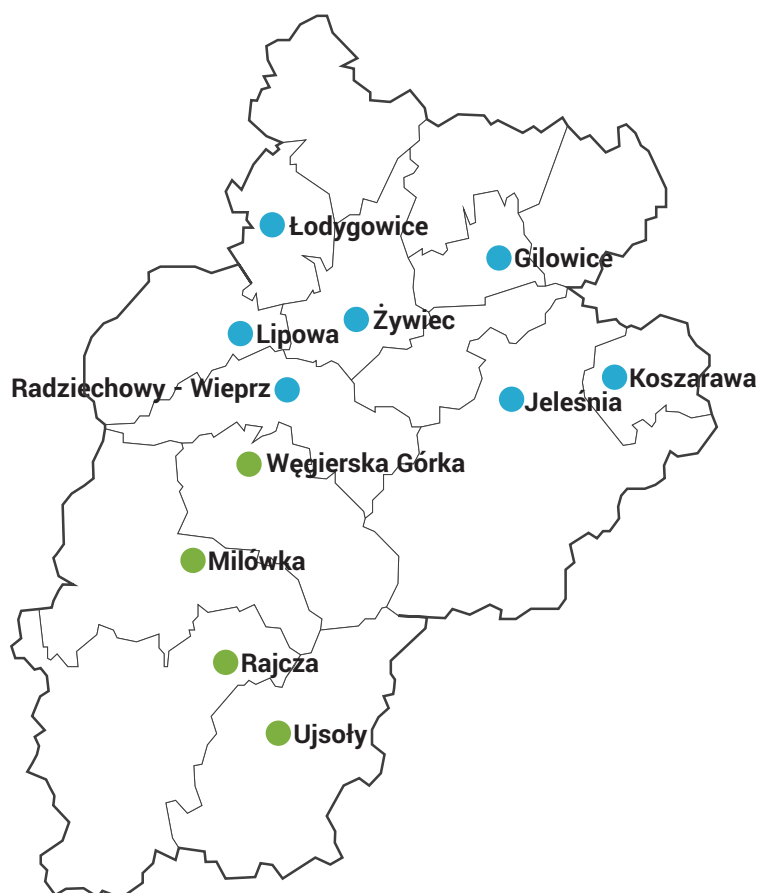 Łodygowice
Gilowice
Żywiec
Lipowa
Koszarawa
Radziechowy - Wieprz
Jeleśnia
Węgierska Górka
Milówka
Rajcza
Ujsoły